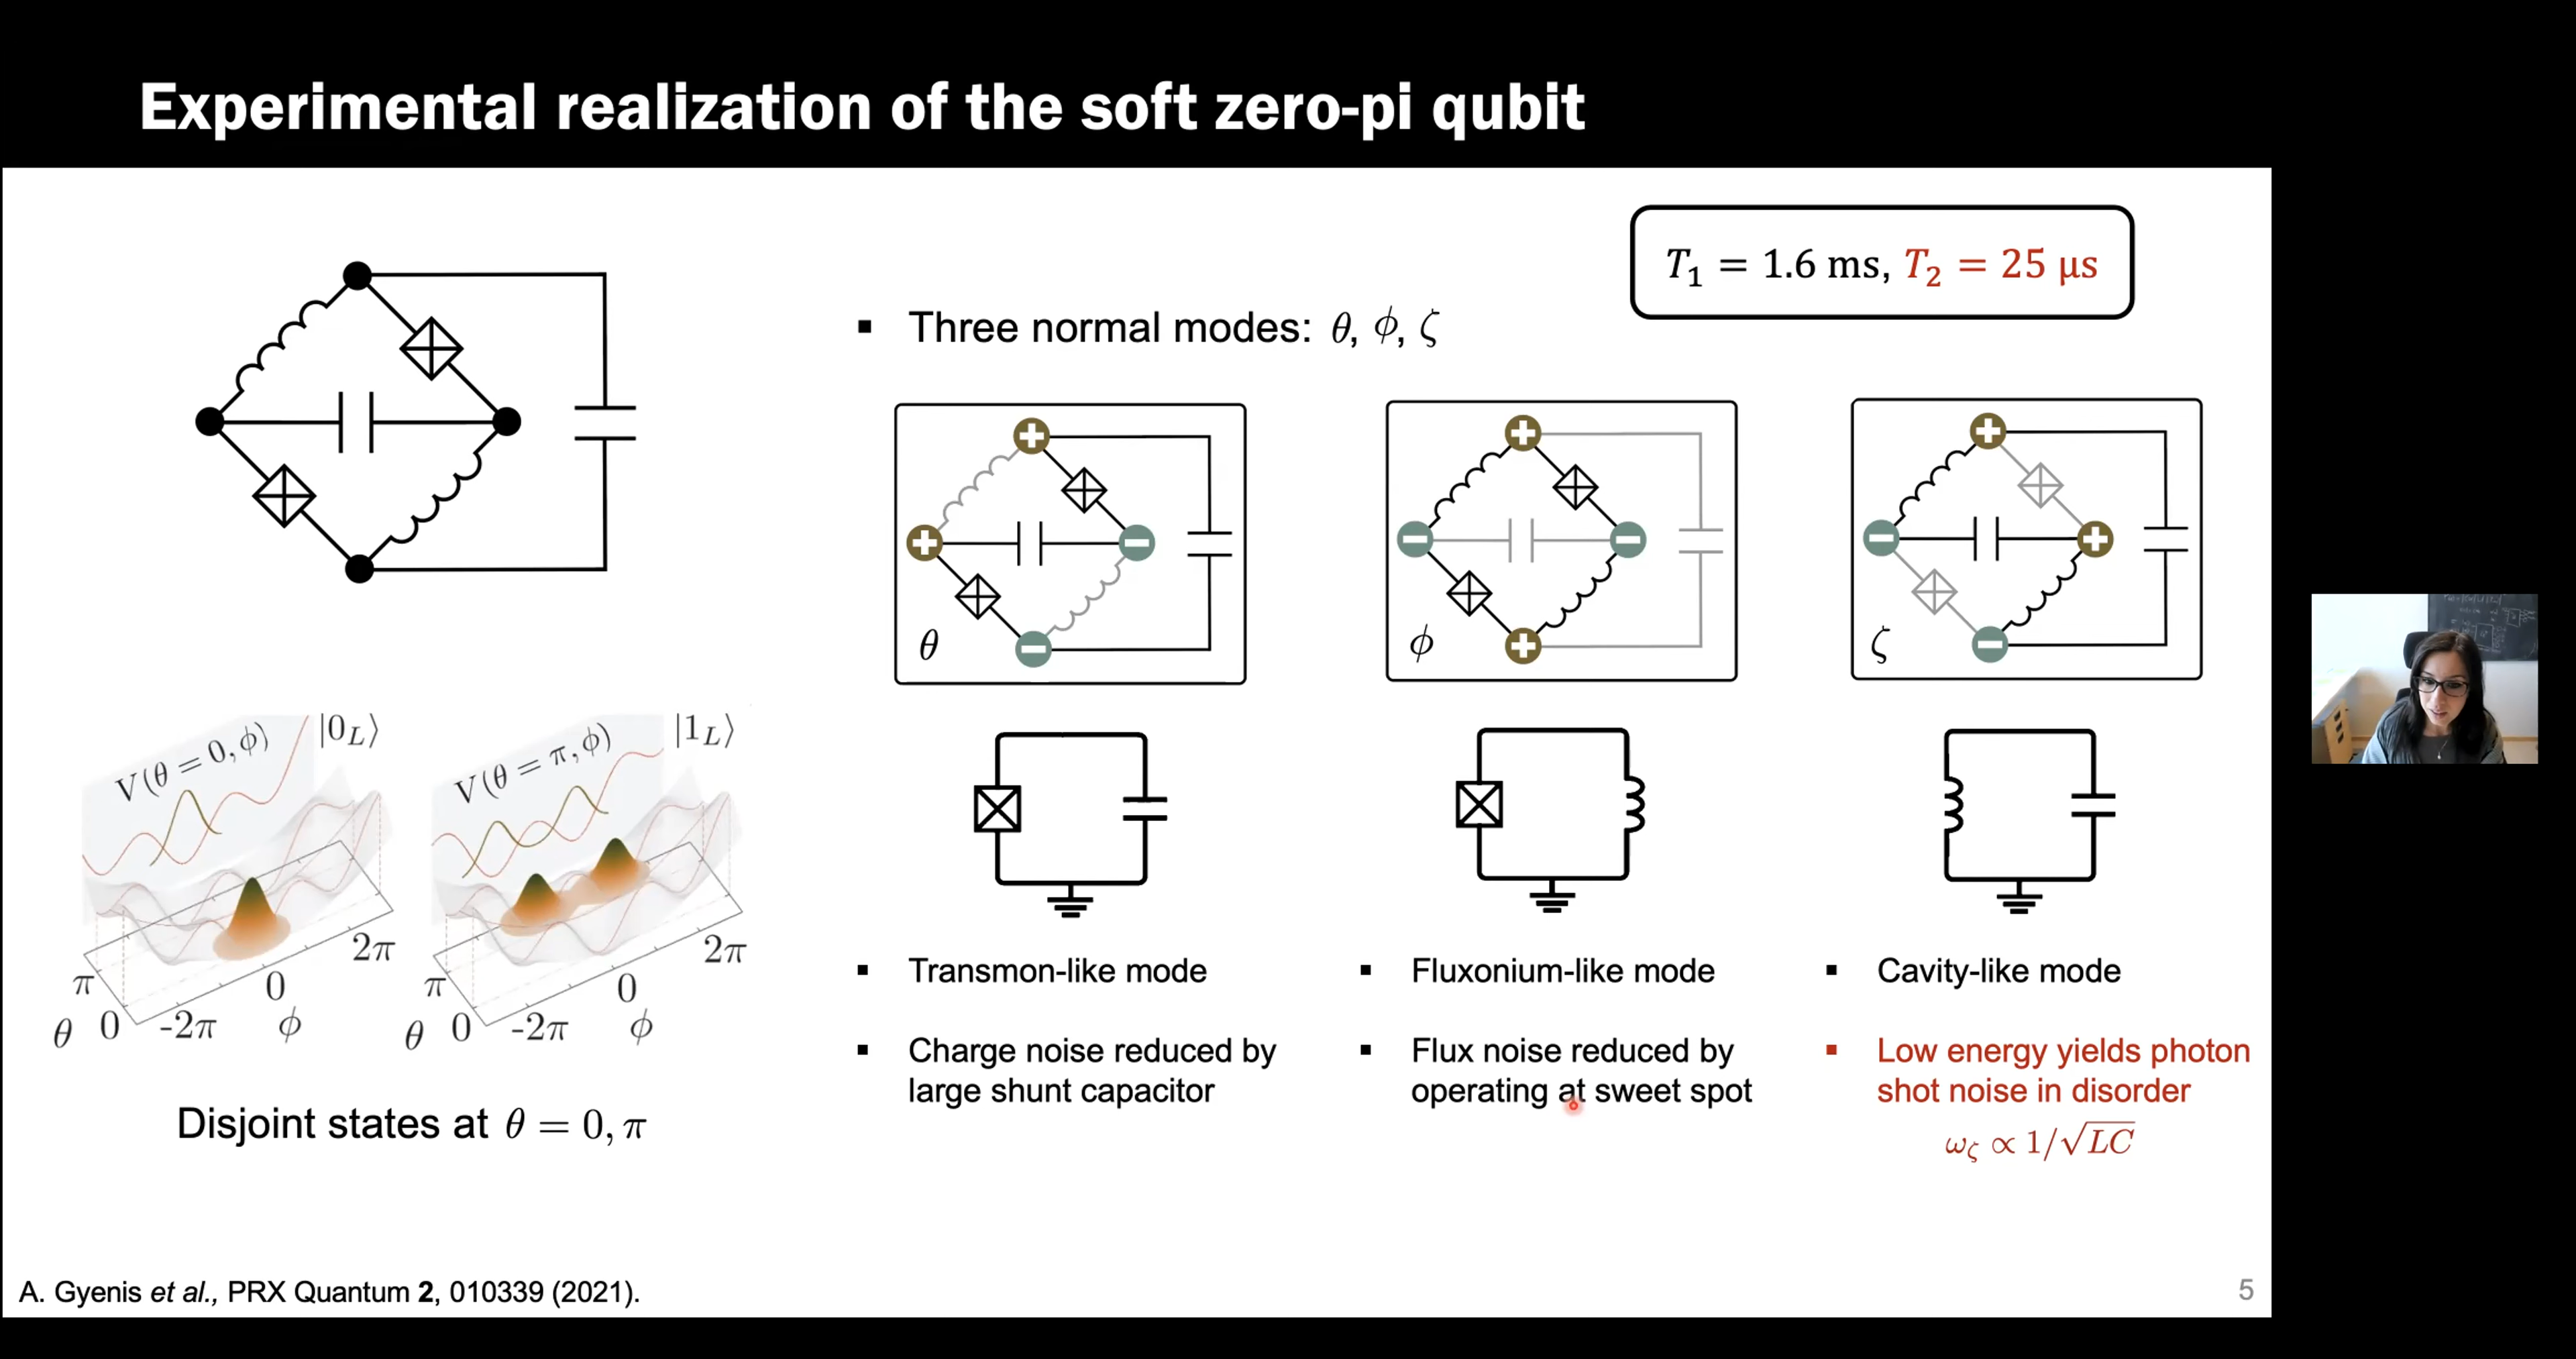 Experimental realization of the soft zero-pi qubit
T₁ = 1.6 ms, T₂ = 25 μs
▪ Three normal modes: θ, ϕ, ζ
θ
ϕ
ζ
V(θ = 0, ϕ)
|0_L⟩
π
0
θ
-2π
0
2π
ϕ
V(θ = π, ϕ)
|1_L⟩
π
0
θ
-2π
0
2π
ϕ
Disjoint states at θ = 0, π
▪ Transmon-like mode
▪ Charge noise reduced by
large shunt capacitor
▪ Fluxonium-like mode
▪ Flux noise reduced by
operating at sweet spot
▪ Cavity-like mode
▪ Low energy yields photon
shot noise in disorder
ω_ζ ∝ 1/√LC
A. Gyenis et al., PRX Quantum 2, 010339 (2021).
5